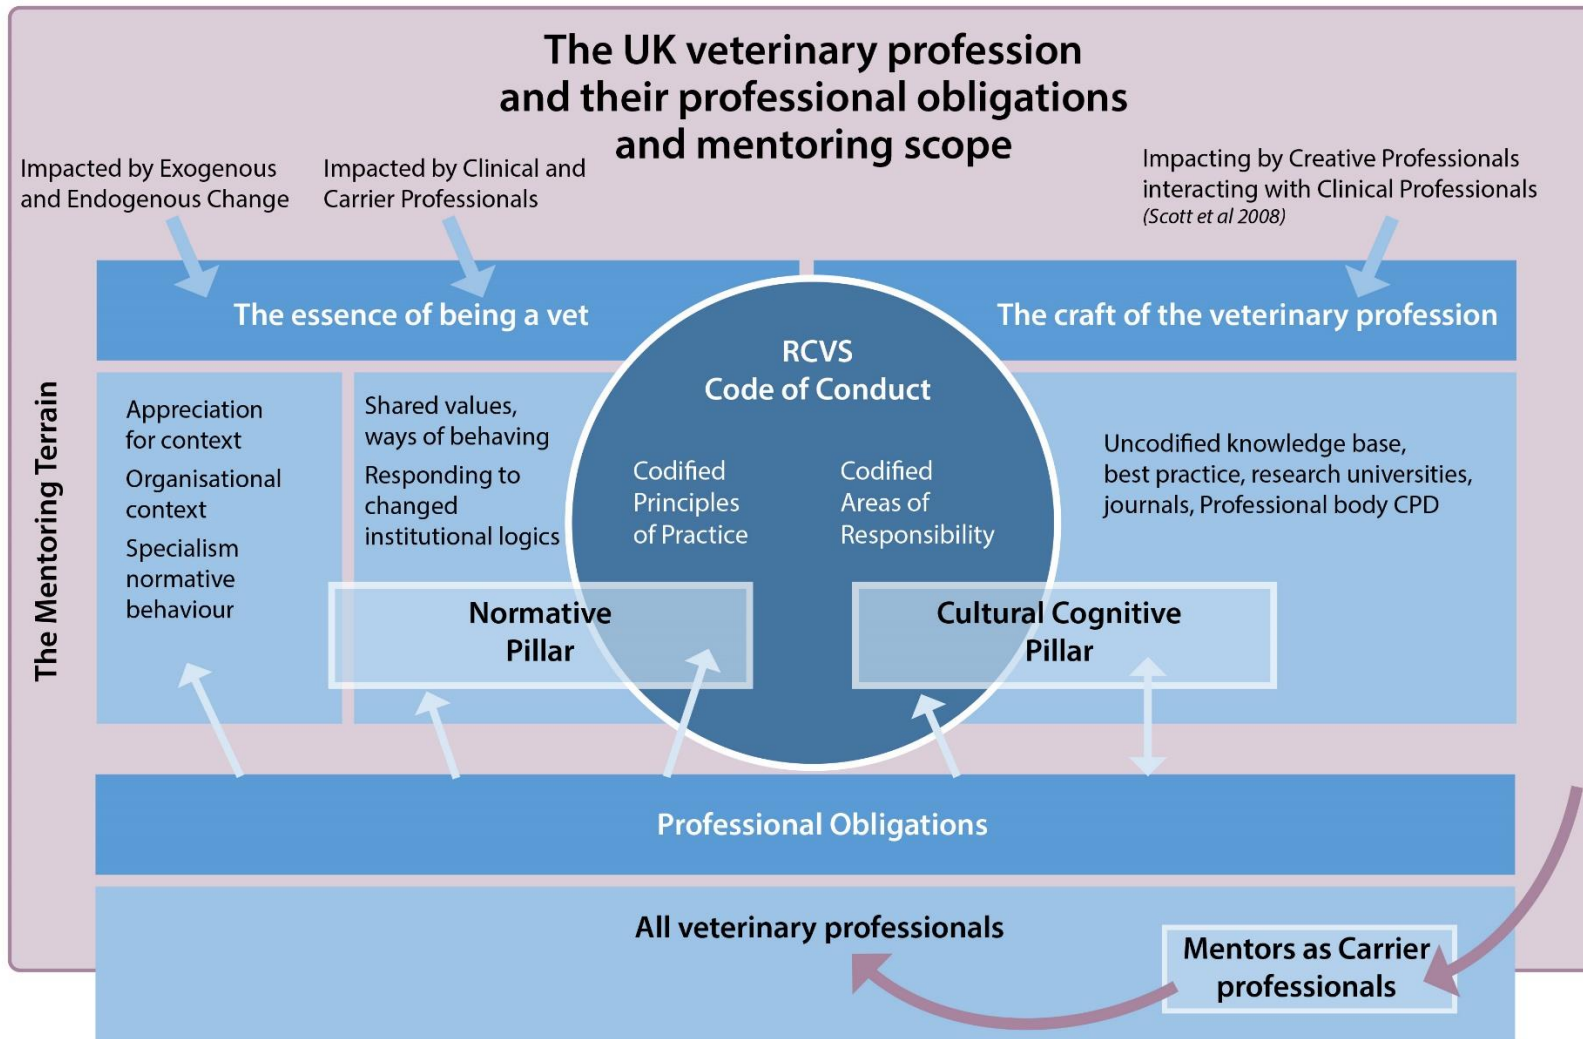 The UK veterinary profession
and their professional obligations
and mentoring scope
Impacted by Exogenous
and Endogenous Change
Impacted by Clinical and
Carrier Professionals
Impacting by Creative Professionals
interacting with Clinical Professionals
(Scott et al 2008)
The essence of being a vet
The craft of the veterinary profession
The Mentoring Terrain
Appreciation
for context
Organisational
context
Specialism
normative
behaviour
Shared values,
ways of behaving
Responding to
changed
institutional logics
RCVS
Code of Conduct
Codified
Principles
of Practice
Codified
Areas of
Responsibility
Uncodified knowledge base,
best practice, research universities,
journals, Professional body CPD
Normative
Pillar
Cultural Cognitive
Pillar
Professional Obligations
All veterinary professionals
Mentors as Carrier
professionals